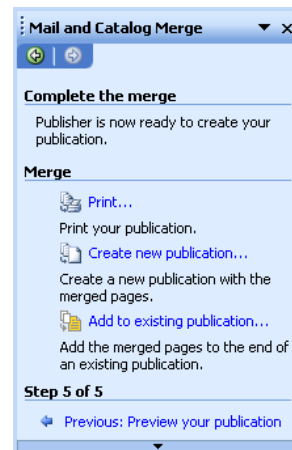 Mail and Catalog Merge
Complete the merge
Publisher is now ready to create your
publication.
Merge
Print...
Print your publication.
Create new publication...
Create a new publication with the
merged pages.
Add to existing publication...
Add the merged pages to the end of
an existing publication.
Step 5 of 5
Previous: Preview your publication